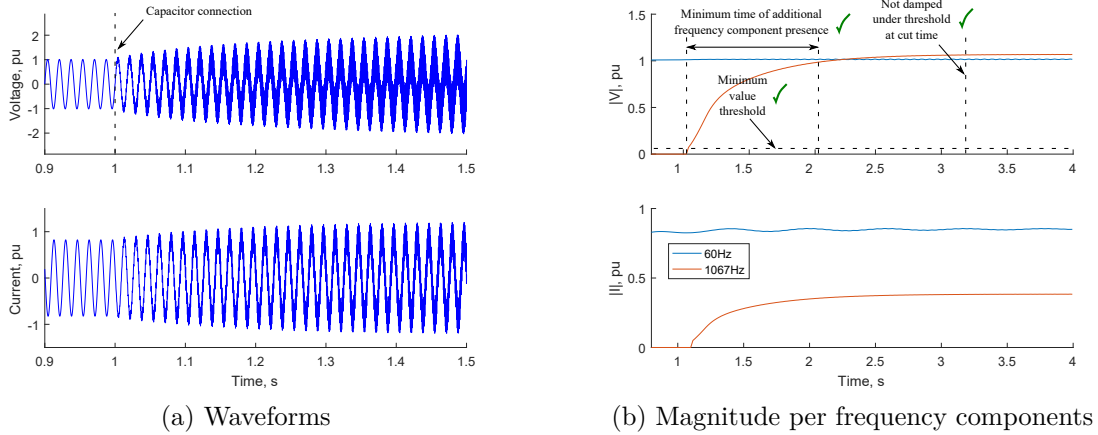 Capacitor connection
Voltage, pu
2
1
0
-1
-2
0.9 1 1.1 1.2 1.3 1.4 1.5
Current, pu
1
0
-1
0.9 1 1.1 1.2 1.3 1.4 1.5
Time, s
(a) Waveforms
Minimum time of additional
frequency component presence
Not damped
under threshold
at cut time
Minimum
value
threshold
|V|, pu
1.5
1
0.5
0
1 1.5 2 2.5 3 3.5 4
|I|, pu
1
0.5
0
60Hz
1067Hz
1 1.5 2 2.5 3 3.5 4
Time, s
(b) Magnitude per frequency components